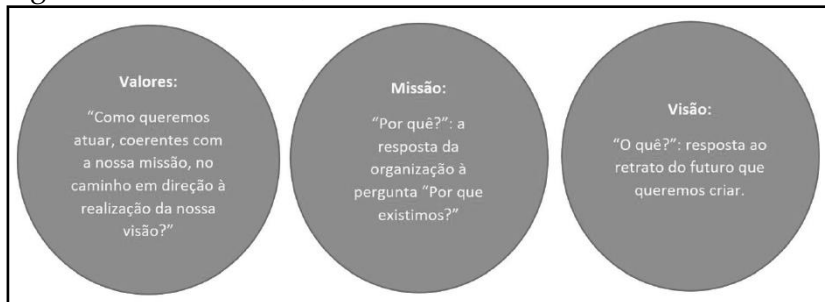 Valores:
“Como queremos
atuar, coerentes com
a nossa missão, no
caminho em direção à
realização da nossa
visão?”
Missão:
“Por quê?”: a
resposta da
organização à
pergunta “Por que
existimos?”
Visão:
“O quê?”: resposta ao
retrato do futuro que
queremos criar.